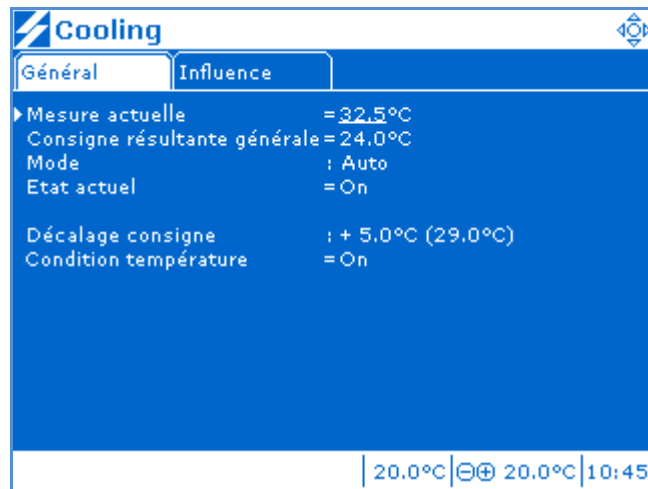 Cooling
Général Influence
Mesure actuelle =32.5°C
Consigne résultante générale=24.0°C
Mode : Auto
Etat actuel =On
Décalage consigne : + 5.0°C (29.0°C)
Condition température =On
20.0°C ⊖⊕ 20.0°C 10:45